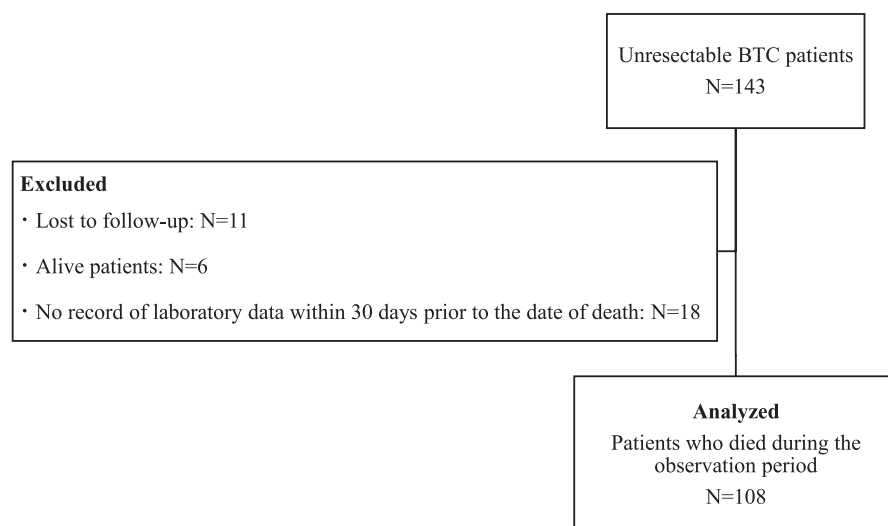 Unresectable BTC patients
N=143
Excluded
・Lost to follow-up: N=11
・Alive patients: N=6
・No record of laboratory data within 30 days prior to the date of death: N=18
Analyzed
Patients who died during the
observation period
N=108